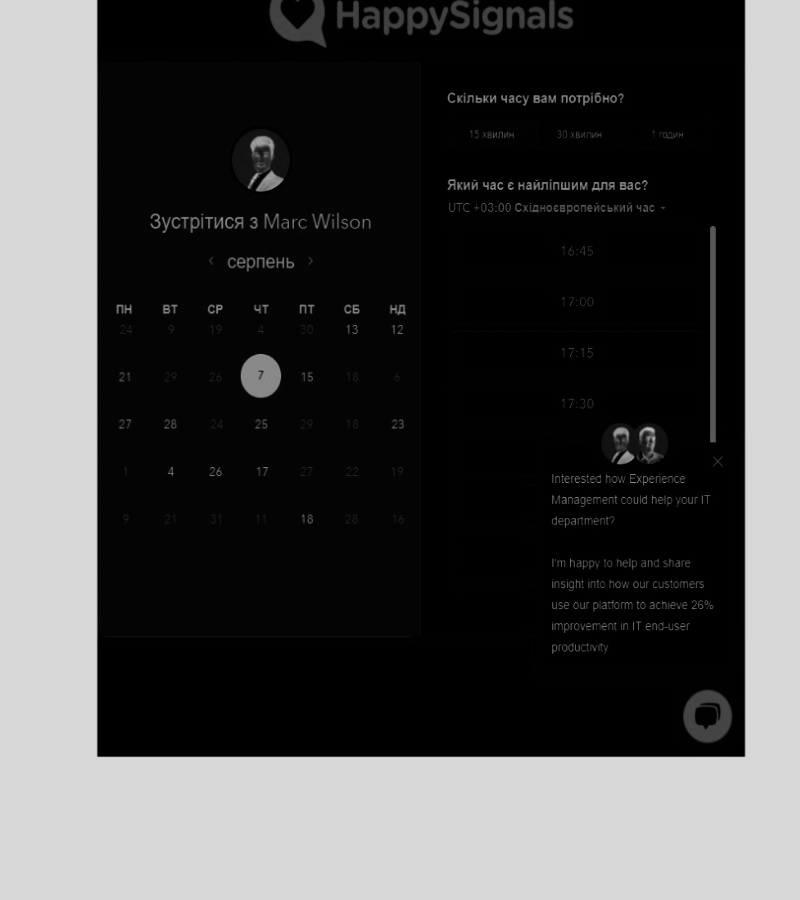 HappySignals
Зустрітися з Marc Wilson
серпень
ПН ВТ СР ЧТ ПТ СБ НД
24 9 19 4 30 13 12
21 29 26 7 15 18 6
27 28 24 25 29 18 23
1 4 26 17 27 22 19
9 21 31 11 18 28 16
Скільки часу вам потрібно?
15 хвилин 30 хвилин 1 годин
Який час є найліпшим для вас?
UTC +03:00 Східноєвропейський час
16:45
17:00
17:15
17:30
Interested how Experience
Management could help your IT
department?
I'm happy to help and share
insight into how our customers
use our platform to achieve 26%
improvement in IT end-user
productivity